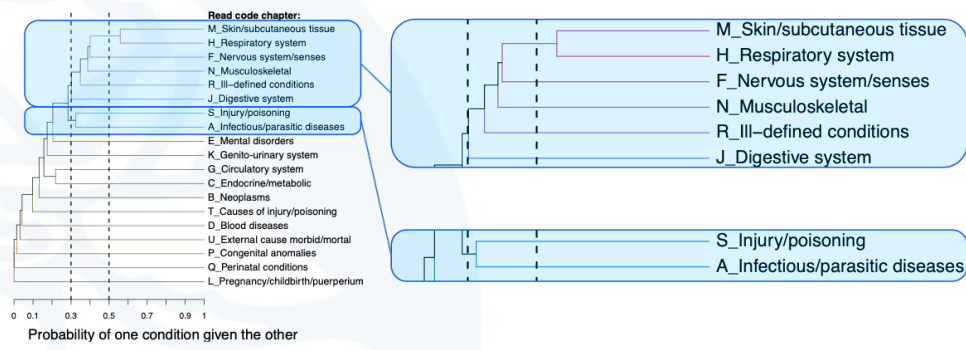 Read code chapter:
M_Skin/subcutaneous tissue
H_Respiratory system
F_Nervous system/senses
N_Musculoskeletal
R_Ill–defined conditions
J_Digestive system
S_Injury/poisoning
A_Infectious/parasitic diseases
E_Mental disorders
K_Genito-urinary system
G_Circulatory system
C_Endocrine/metabolic
B_Neoplasms
T_Causes of injury/poisoning
D_Blood diseases
U_External cause morbid/mortal
P_Congenital anomalies
Q_Perinatal conditions
L_Pregnancy/childbirth/puerperium
0 0.1 0.3 0.5 0.7 0.9 1
Probability of one condition given the other
M_Skin/subcutaneous tissue
H_Respiratory system
F_Nervous system/senses
N_Musculoskeletal
R_Ill–defined conditions
J_Digestive system
S_Injury/poisoning
A_Infectious/parasitic diseases